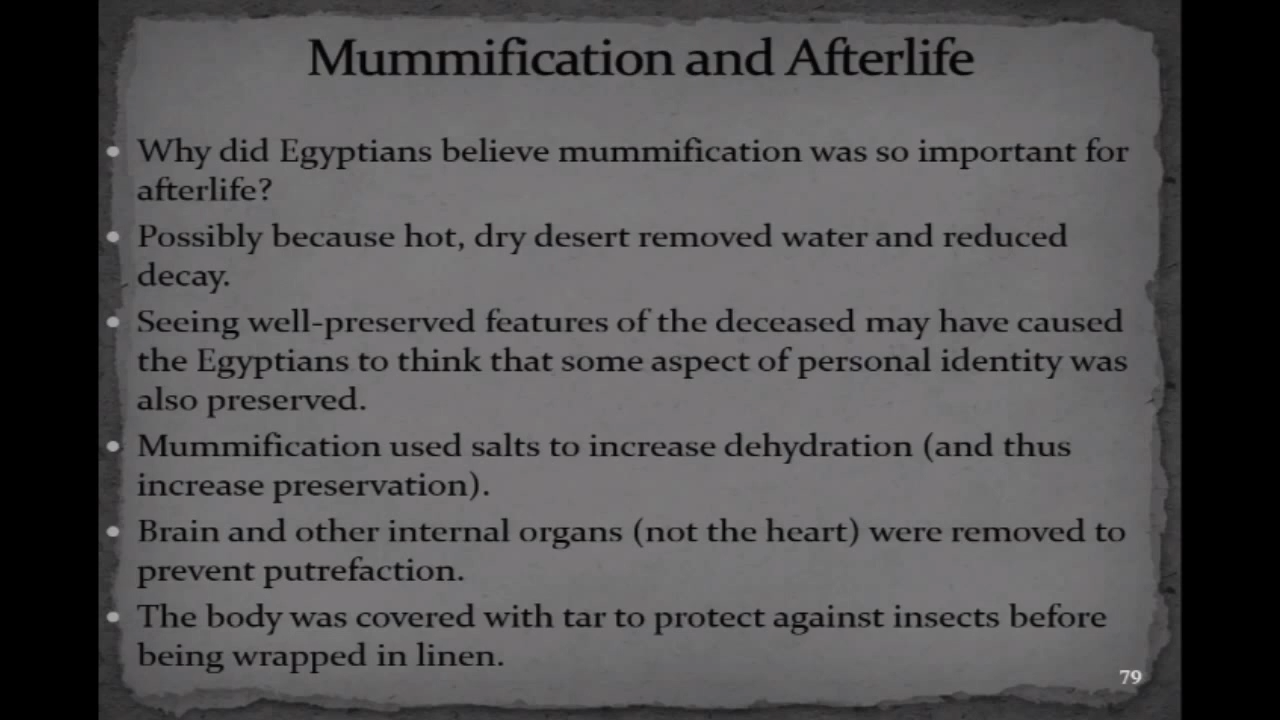 Mummification and Afterlife
• Why did Egyptians believe mummification was so important for
afterlife?
• Possibly because hot, dry desert removed water and reduced
decay.
• Seeing well-preserved features of the deceased may have caused
the Egyptians to think that some aspect of personal identity was
also preserved.
• Mummification used salts to increase dehydration (and thus
increase preservation).
• Brain and other internal organs (not the heart) were removed to
prevent putrefaction.
• The body was covered with tar to protect against insects before
being wrapped in linen.
79